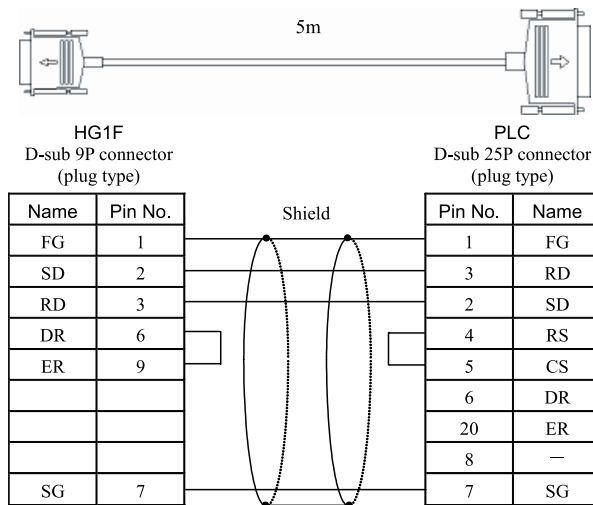 5m
HG1F
D-sub 9P connector
(plug type)
PLC
D-sub 25P connector
(plug type)
Name Pin No. Shield Pin No. Name
FG 1 1 FG
SD 2 3 RD
RD 3 2 SD
DR 6 4 RS
ER 9 5 CS
6 DR
20 ER
8 —
SG 7 7 SG